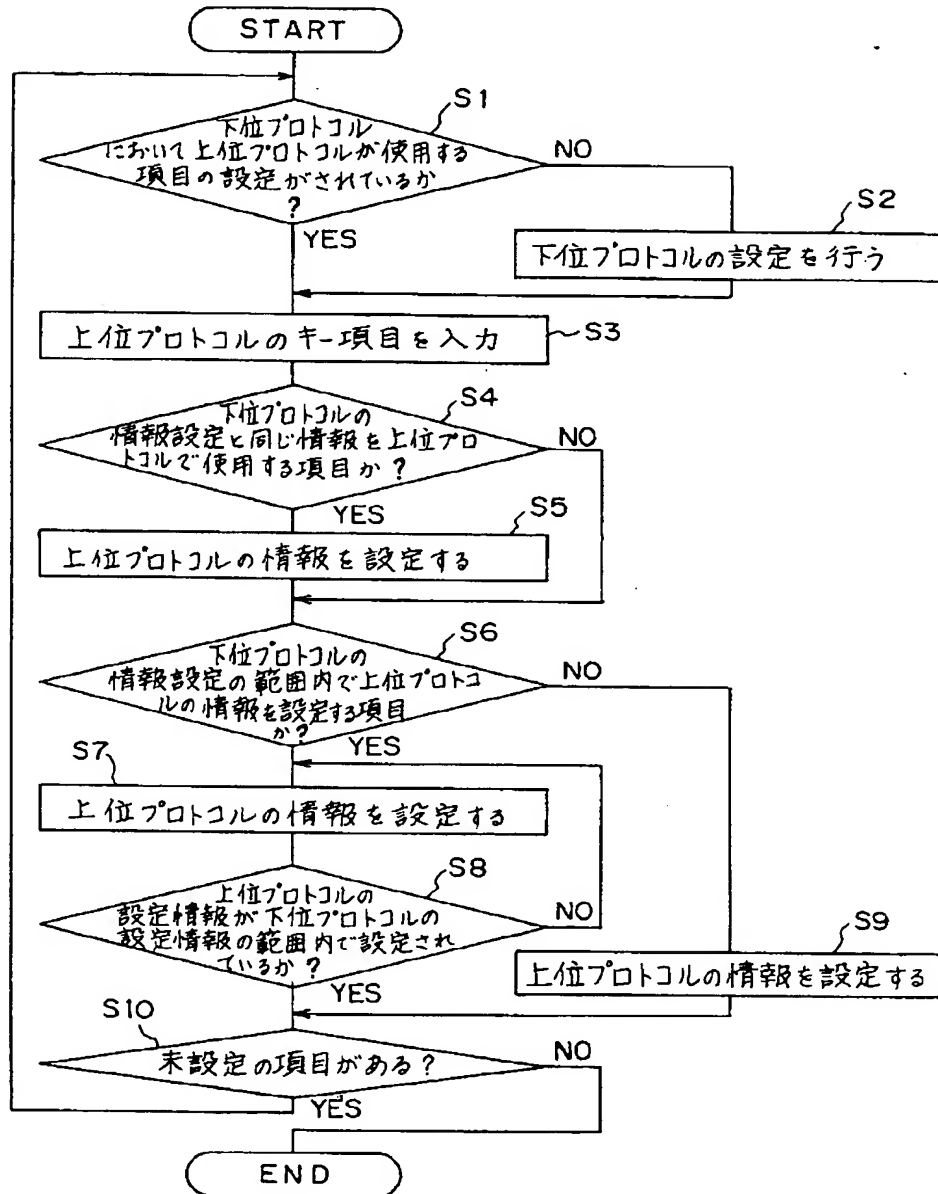 START
S1
下位プロトコル
において上位プロトコルが使用する
項目の設定がされているか
?
NO
YES
S2
下位プロトコルの設定を行う
上位プロトコルのキー項目を入力
S3
S4
下位プロトコルの
情報設定と同じ情報を上位プロ
トコルで使用する項目か?
NO
YES
S5
上位プロトコルの情報を設定する
S6
下位プロトコルの
情報設定の範囲内で上位プロトコ
ルの情報を設定する項目
か?
NO
YES
S7
上位プロトコルの情報を設定する
S8
上位プロトコルの
設定情報が下位プロトコルの
設定情報の範囲内で設定され
ているか?
NO
YES
S9
上位プロトコルの情報を設定する
S10
未設定の項目がある?
NO
YES
END